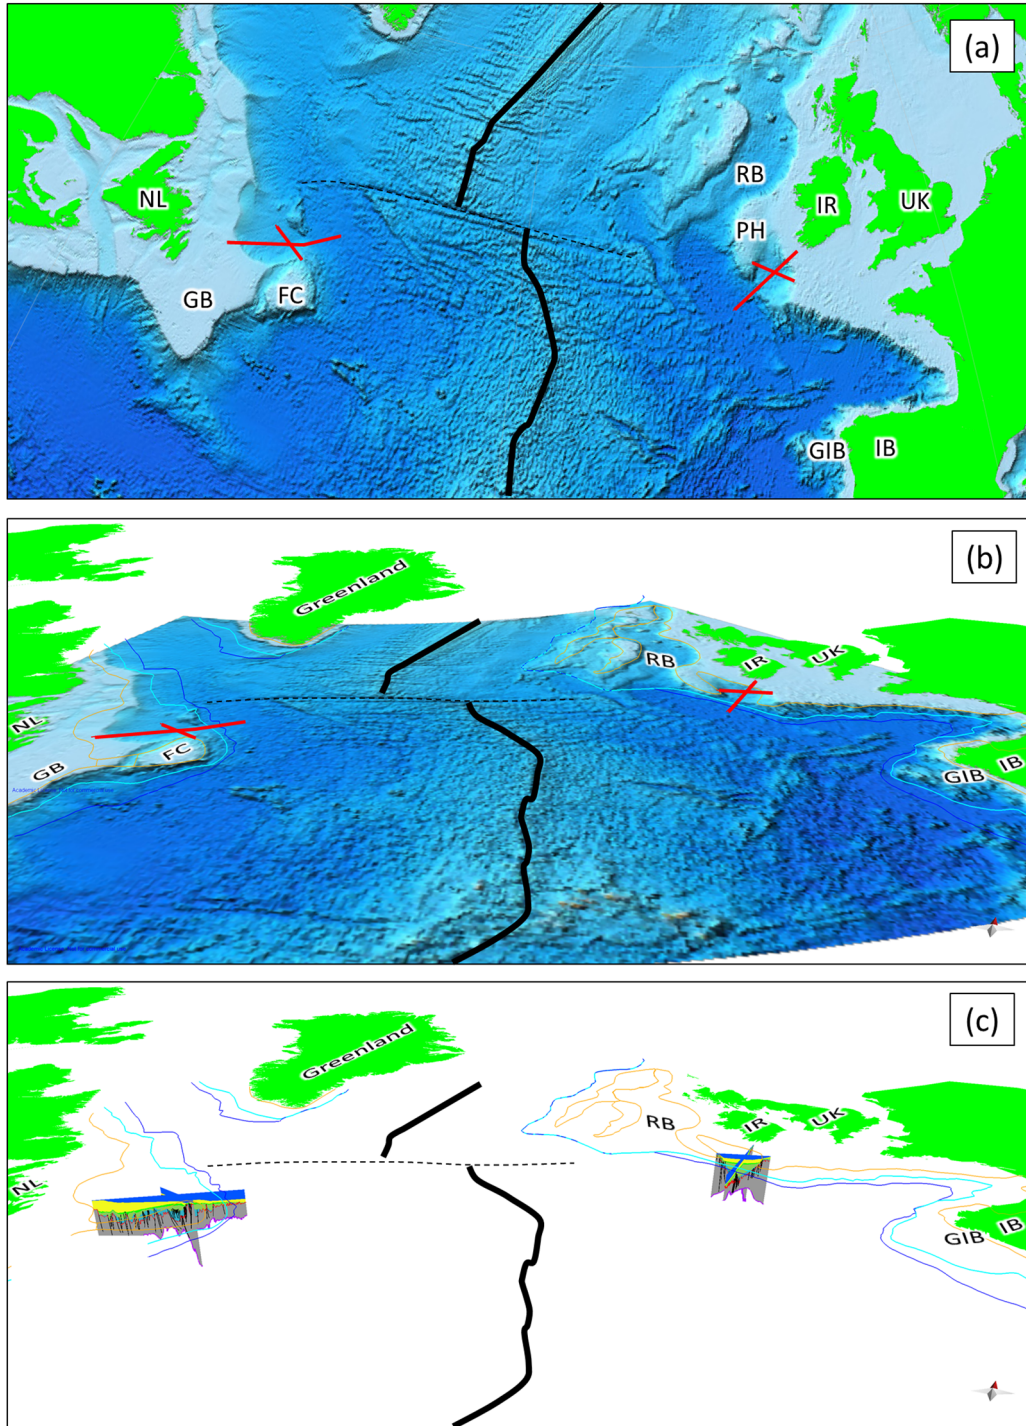 (a)
NL
RB
IR
UK
PH
GB
FC
GIB
IB
(b)
Greenland
RB
IR
UK
NL
FC
GB
GIB
IB
(c)
Greenland
RB
IR
UK
NL
GIB
IB